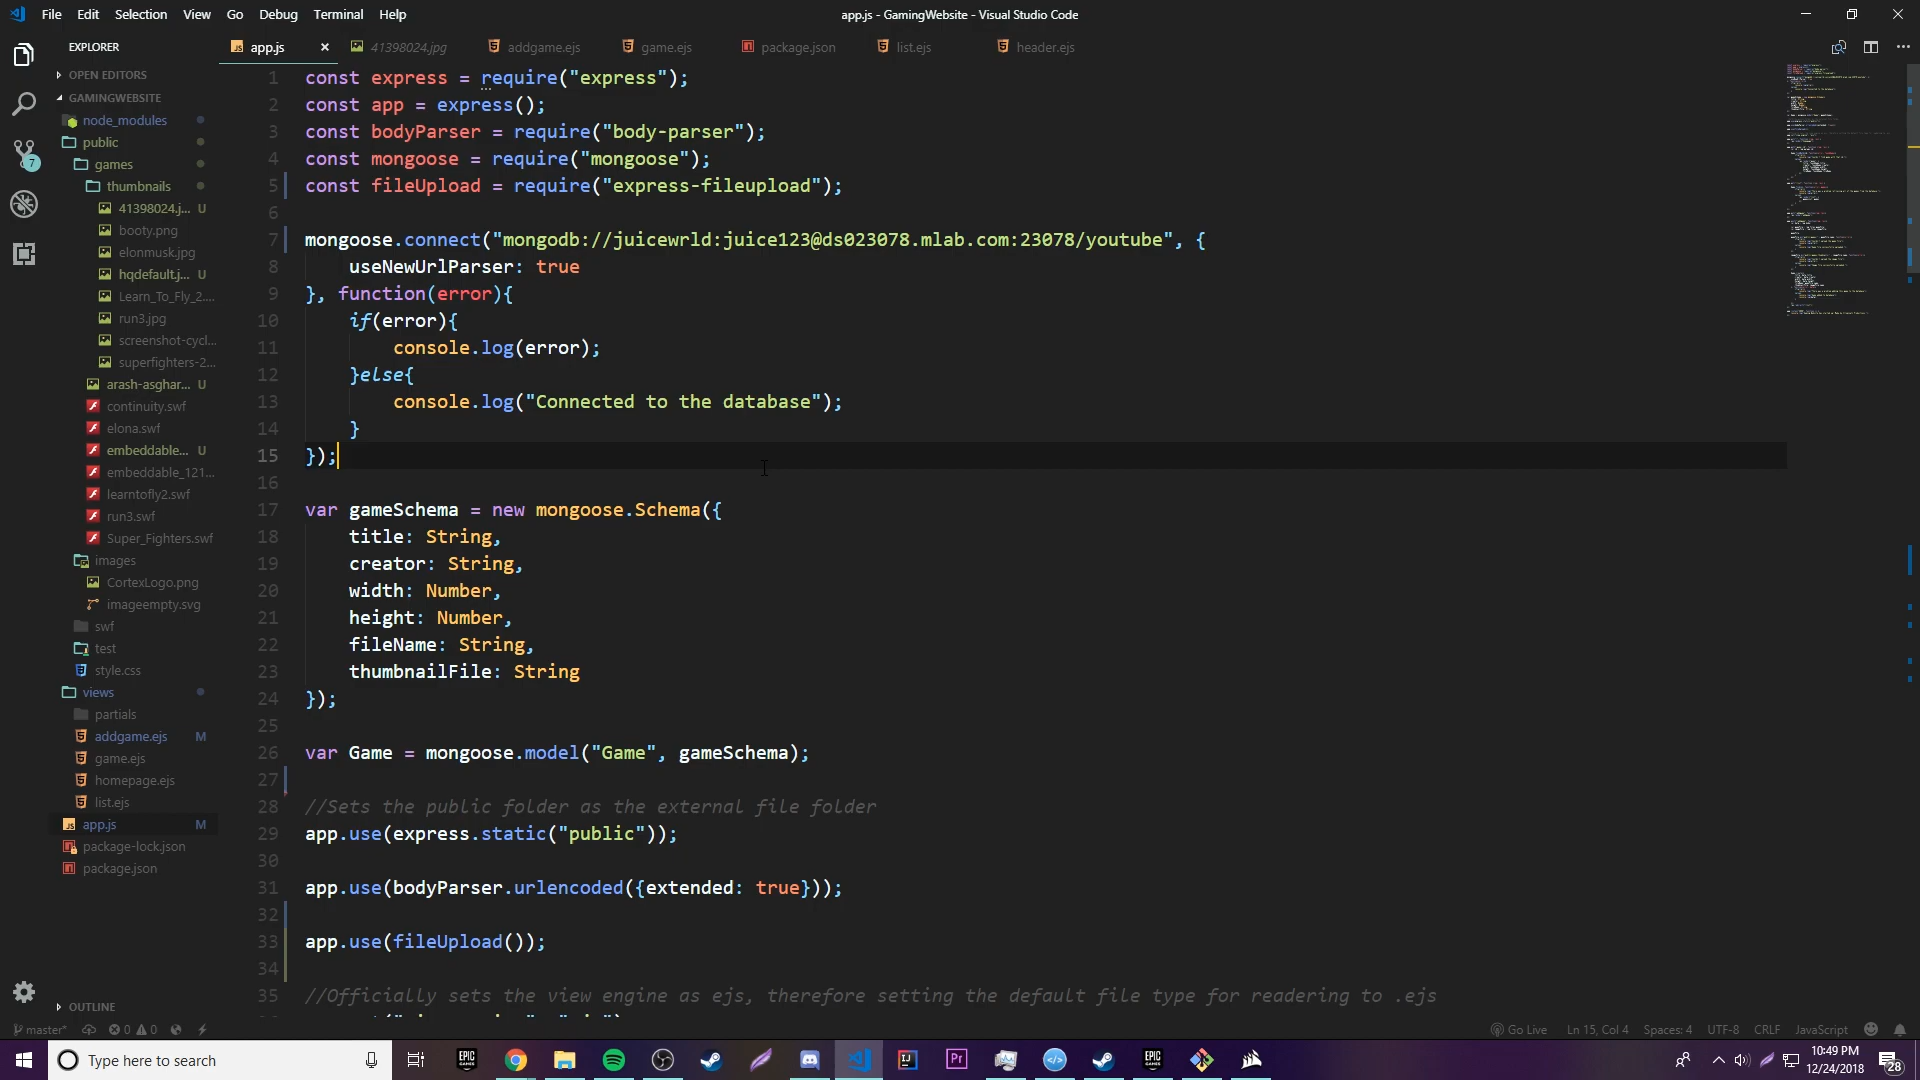 File Edit Selection View Go Debug Terminal Help
app.js - GamingWebsite - Visual Studio Code
EXPLORER
OPEN EDITORS
GAMINGWEBSITE
node_modules
public
games
thumbnails
41398024.j... U
booty.png
elonmusk.jpg
hqdefault.j... U
Learn_To_Fly_2....
run3.jpg
screenshot-cycl...
superfighters-2...
arash-asghar... U
continuity.swf
elona.swf
embeddable... U
embeddable_121...
learntofly2.swf
run3.swf
Super_Fighters.swf
images
CortexLogo.png
imageempty.svg
swf
test
style.css
views
partials
addgame.ejs M
game.ejs
homepage.ejs
list.ejs
app.js M
package-lock.json
package.json
OUTLINE
7
app.js 41398024.jpg addgame.ejs game.ejs package.json list.ejs header.ejs
1 const express = require("express");
2 const app = express();
3 const bodyParser = require("body-parser");
4 const mongoose = require("mongoose");
5 const fileUpload = require("express-fileupload");
6
7 mongoose.connect("mongodb://juicewrld:juice123@ds023078.mlab.com:23078/youtube", {
8 useNewUrlParser: true
9 }, function(error){
10 if(error){
11 console.log(error);
12 }else{
13 console.log("Connected to the database");
14 }
15 });
16
17 var gameSchema = new mongoose.Schema({
18 title: String,
19 creator: String,
20 width: Number,
21 height: Number,
22 fileName: String,
23 thumbnailFile: String
24 });
25
26 var Game = mongoose.model("Game", gameSchema);
27
28 //Sets the public folder as the external file folder
29 app.use(express.static("public"));
30
31 app.use(bodyParser.urlencoded({extended: true}));
32
33 app.use(fileUpload());
34
35 //Officially sets the view engine as ejs, therefore setting the default file type for readering to .ejs
master* 0 0 Go Live Ln 15, Col 4 Spaces: 4 UTF-8 CRLF JavaScript
Type here to search
10:49 PM
12/24/2018
28